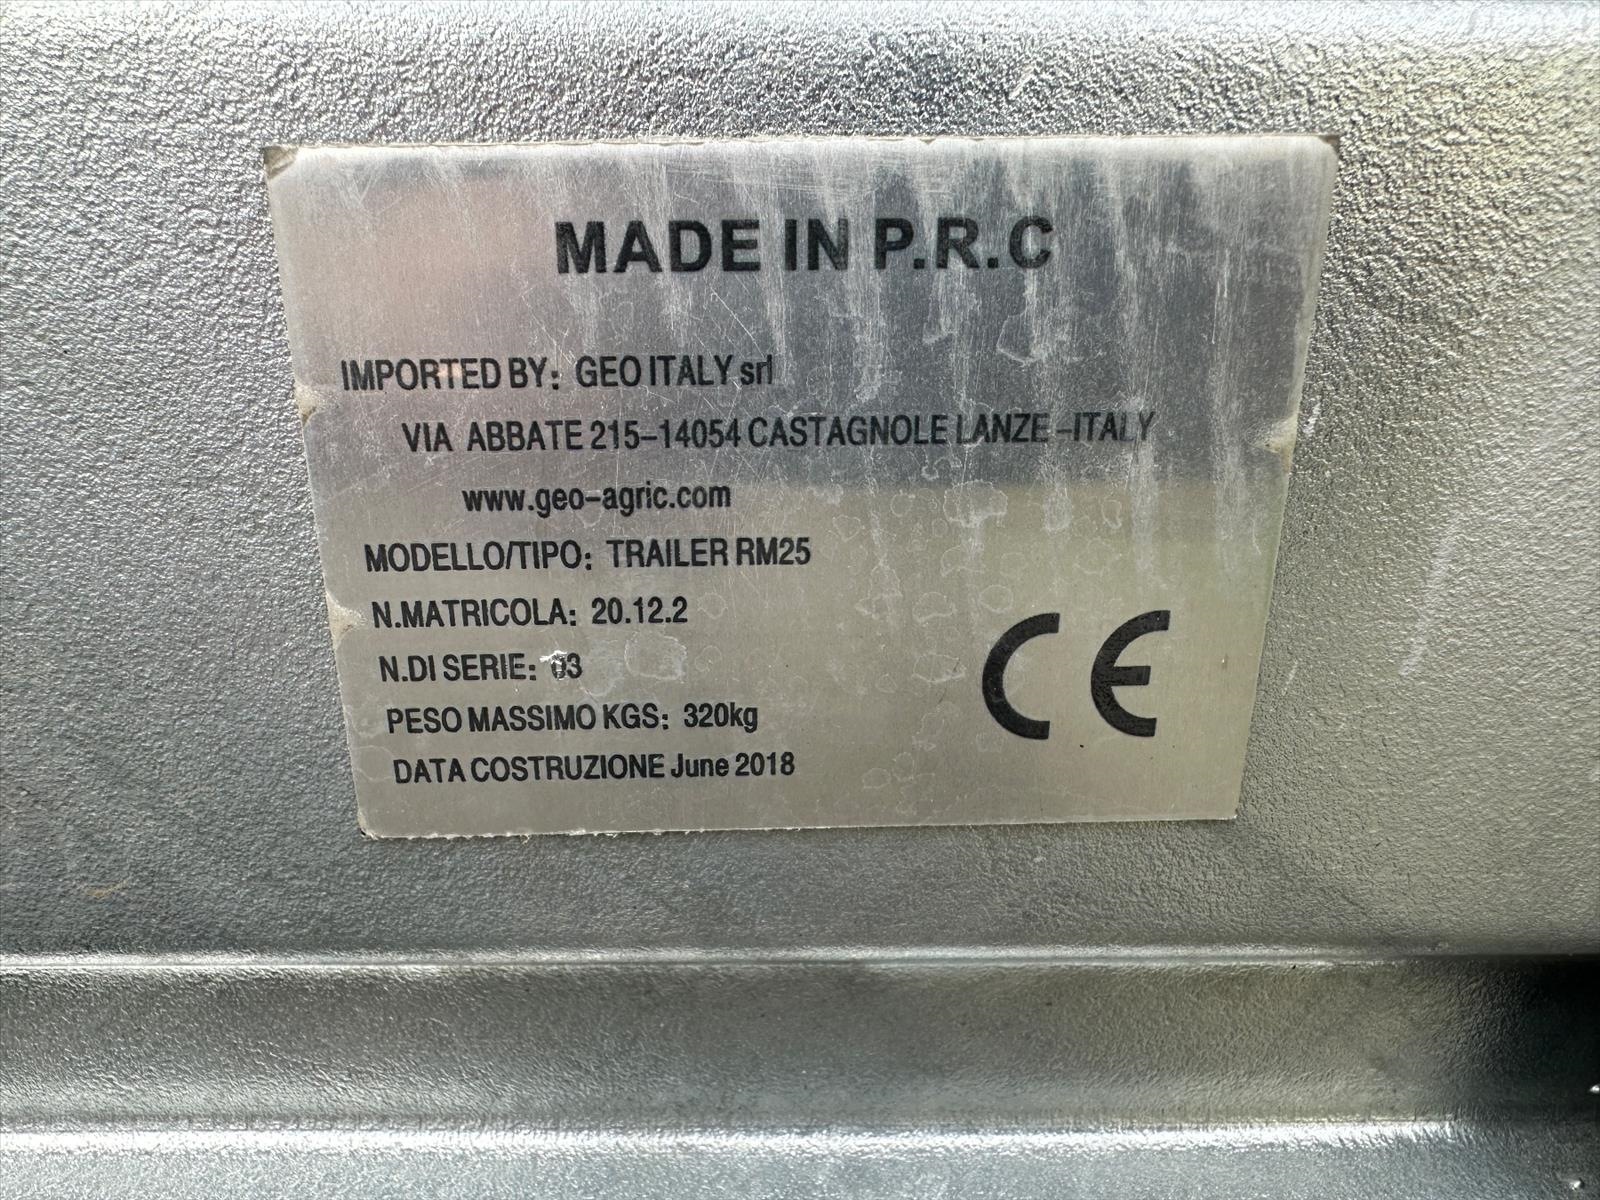 MADE IN P.R.C
IMPORTED BY: GEO ITALY srl
VIA ABBATE 215-14054 CASTAGNOLE LANZE-ITALY
www.geo-agric.com
MODELLO/TIPO: TRAILER RM25
N.MATRICOLA: 20.12.2
N.DI SERIE: 03
PESO MASSIMO KGS: 320kg
DATA COSTRUZIONE June 2018
CE